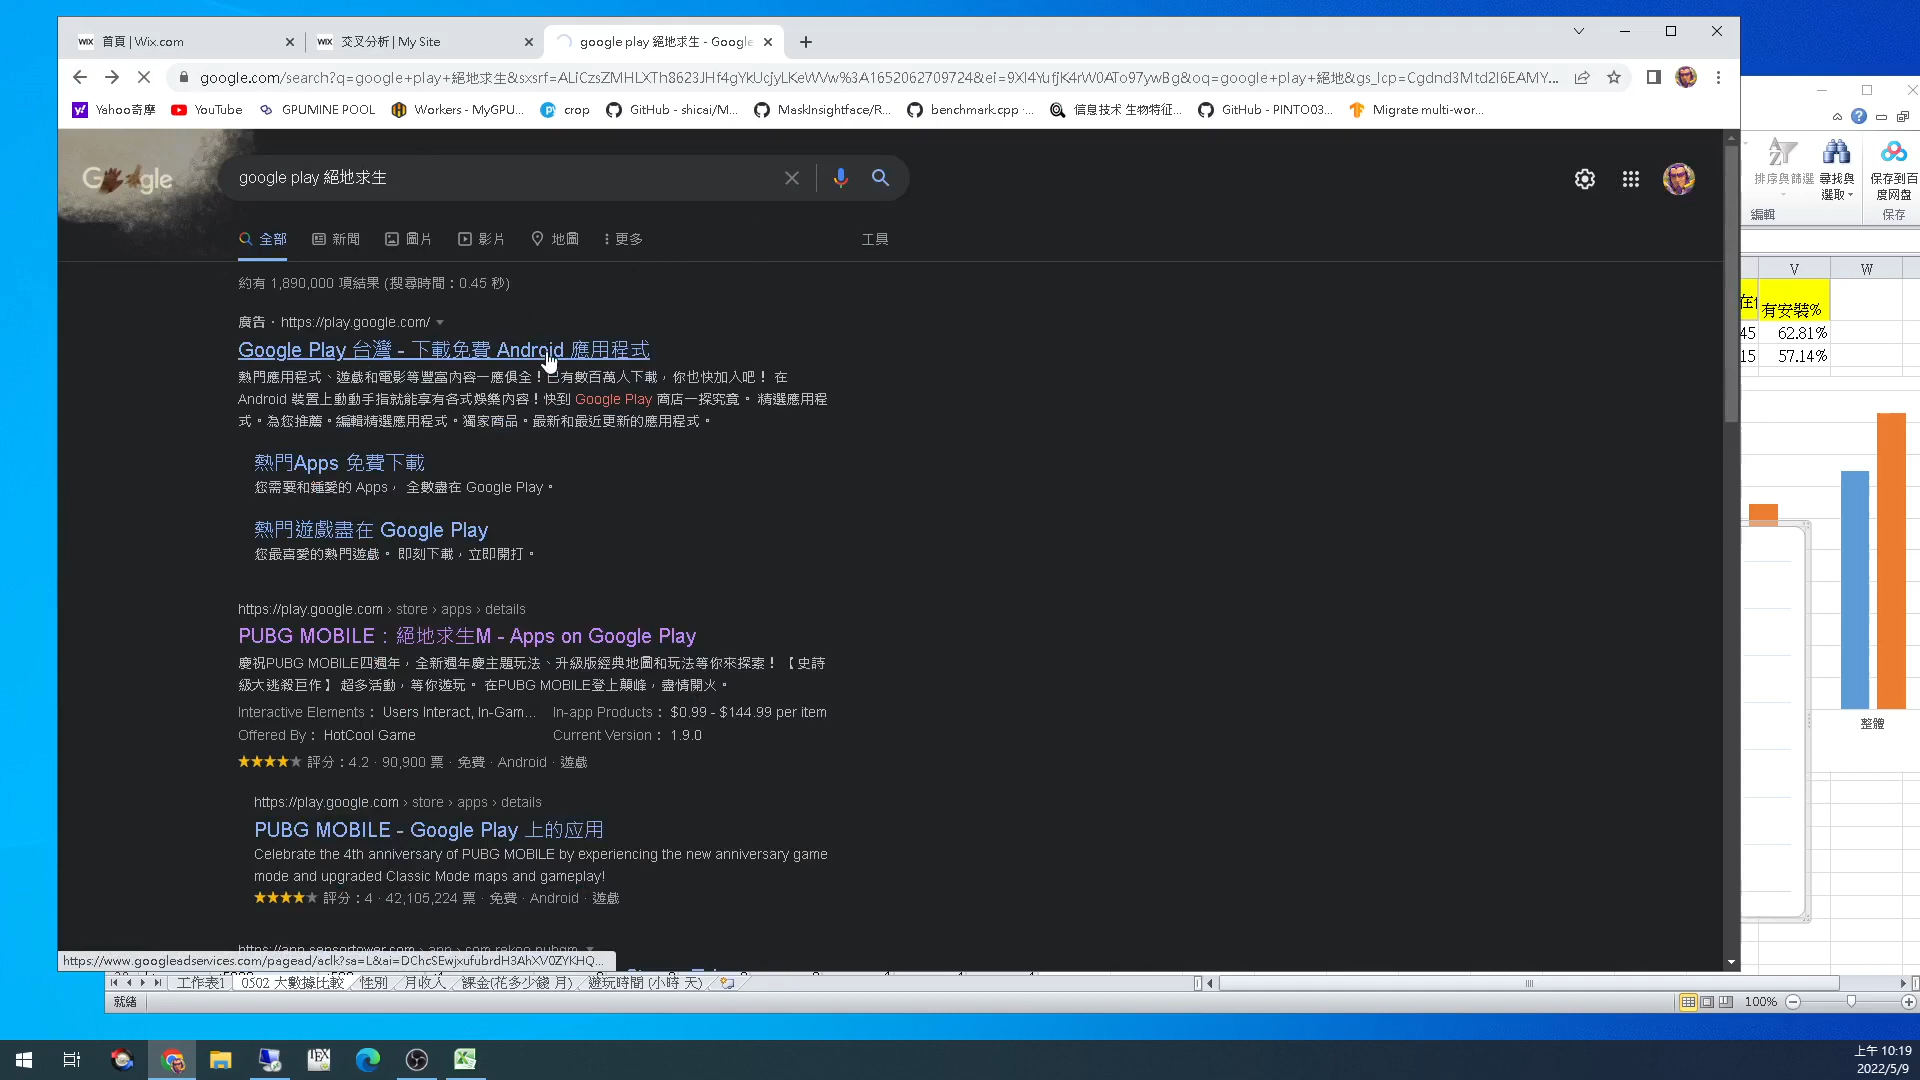 首頁 | Wix.com
交叉分析 | My Site
google play 絕地求生 - Google
google.com/search?q=google+play+絕地求生&sxsrf=ALiCzsZMHLXTh8623JHf4gYkUcjyLKeWVw%3A1652062709724&ei=9Xl4YufjK4rW0ATo97ywBg&oq=google+play+絕地&gs_lcp=Cgdnd3Mtd2l6EAMY...
Yahoo奇摩
YouTube
GPUMINE POOL
Workers - MyGPU...
crop
GitHub - shicai/M...
MaskInsightface/R...
benchmark.cpp ·...
信息技术 生物特征...
GitHub - PINTO03...
Migrate multi-wor...
google play 絕地求生
全部
新聞
圖片
影片
地圖
更多
工具
約有 1,890,000 項結果 (搜尋時間：0.45 秒)
廣告 · https://play.google.com/
Google Play 台灣 - 下載免費 Android 應用程式
熱門應用程式、遊戲和電影等豐富內容一應俱全！已有數百萬人下載，你也快加入吧！ 在
Android 裝置上動動手指就能享有各式娛樂內容！快到 Google Play 商店一探究竟。 精選應用程
式。為您推薦。編輯精選應用程式。獨家商品。最新和最近更新的應用程式。
熱門Apps 免費下載
您需要和鍾愛的 Apps， 全數盡在 Google Play。
熱門遊戲盡在 Google Play
您最喜愛的熱門遊戲。 即刻下載，立即開打。
https://play.google.com › store › apps › details
PUBG MOBILE：絕地求生M - Apps on Google Play
慶祝PUBG MOBILE四週年，全新週年慶主題玩法、升級版經典地圖和玩法等你來探索！ 【史詩
級大逃殺巨作】 超多活動，等你遊玩。 在PUBG MOBILE登上顛峰，盡情開火。
Interactive Elements： Users Interact, In-Gam...
In-app Products： $0.99 - $144.99 per item
Offered By： HotCool Game
Current Version： 1.9.0
評分：4.2 · 90,900 票 · 免費 · Android · 遊戲
https://play.google.com › store › apps › details
PUBG MOBILE - Google Play 上的应用
Celebrate the 4th anniversary of PUBG MOBILE by experiencing the new anniversary game
mode and upgraded Classic Mode maps and gameplay!
評分：4 · 42,105,224 票 · 免費 · Android · 遊戲
https://app.sensortower.com › app › com.rekoo.pubgm
https://www.googleadservices.com/pagead/aclk?sa=L&ai=DChcSEwjxufubrdH3AhXV0ZYKHQ...
排序與篩選
尋找與
選取
保存到百
度网盘
編輯
保存
V
W
有安裝%
45
62.81%
15
57.14%
整體
工作表1
0502 大數據比較
性別
月收入
課金(花多少錢 月)
遊玩時間 (小時 天)
就緒
100%
上午 10:19
2022/5/9